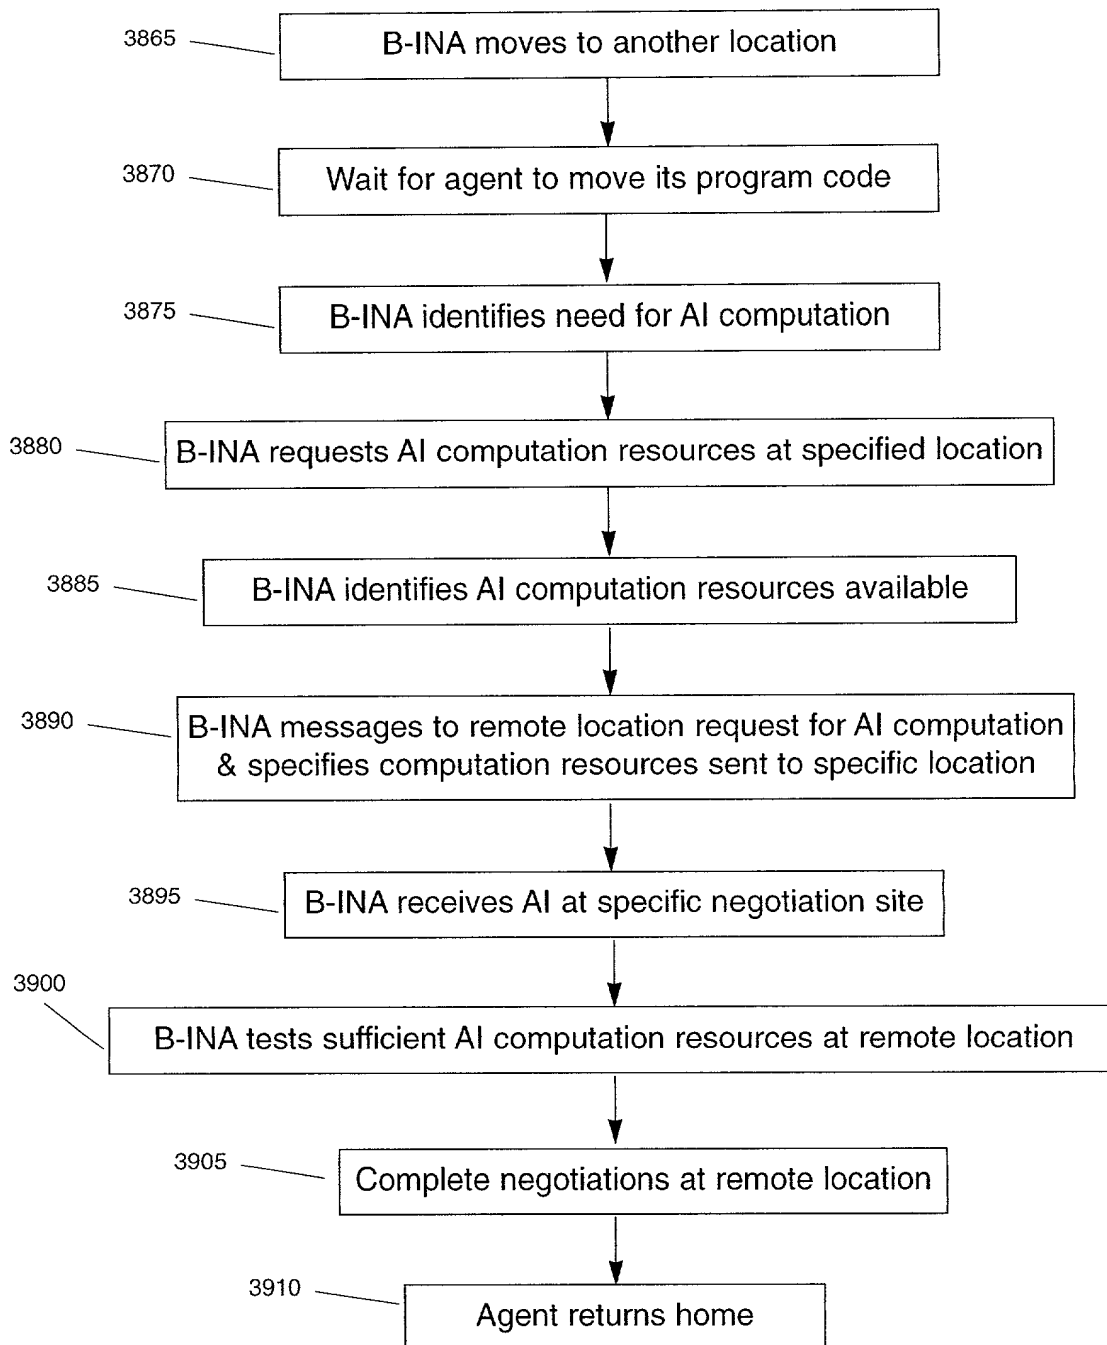 3865
B-INA moves to another location
3870
Wait for agent to move its program code
3875
B-INA identifies need for AI computation
3880
B-INA requests AI computation resources at specified location
3885
B-INA identifies AI computation resources available
3890
B-INA messages to remote location request for AI computation
& specifies computation resources sent to specific location
3895
B-INA receives AI at specific negotiation site
3900
B-INA tests sufficient AI computation resources at remote location
3905
Complete negotiations at remote location
3910
Agent returns home